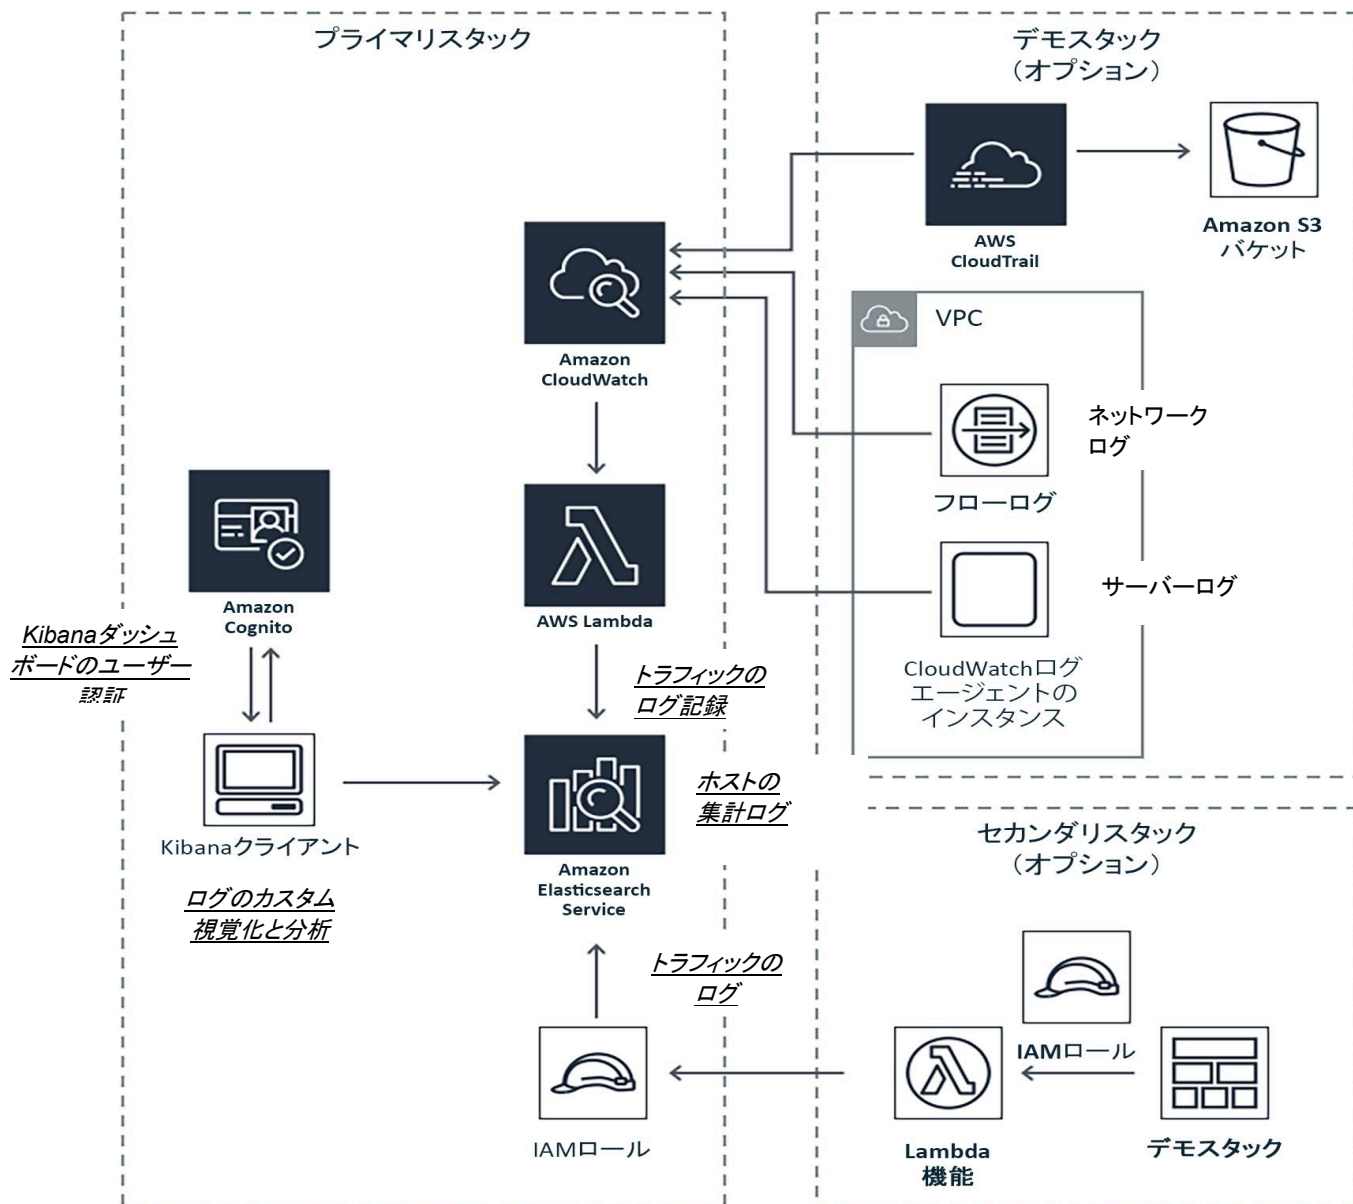 プライマリスタック
デモスタック
（オプション）
Amazon S3
バケット
AWS
CloudTrail
VPC
Amazon
CloudWatch
ネットワーク
ログ
フローログ
サーバーログ
CloudWatchログ
エージェントの
インスタンス
Amazon
Cognito
AWS Lambda
Kibanaダッシュ
ボードのユーザー
認証
トラフィックの
ログ記録
ホストの
集計ログ
Kibanaクライアント
ログのカスタム
視覚化と分析
Amazon
Elasticsearch
Service
セカンダリスタック
（オプション）
トラフィックの
ログ
IAMロール
IAMロール
Lambda
機能
デモスタック